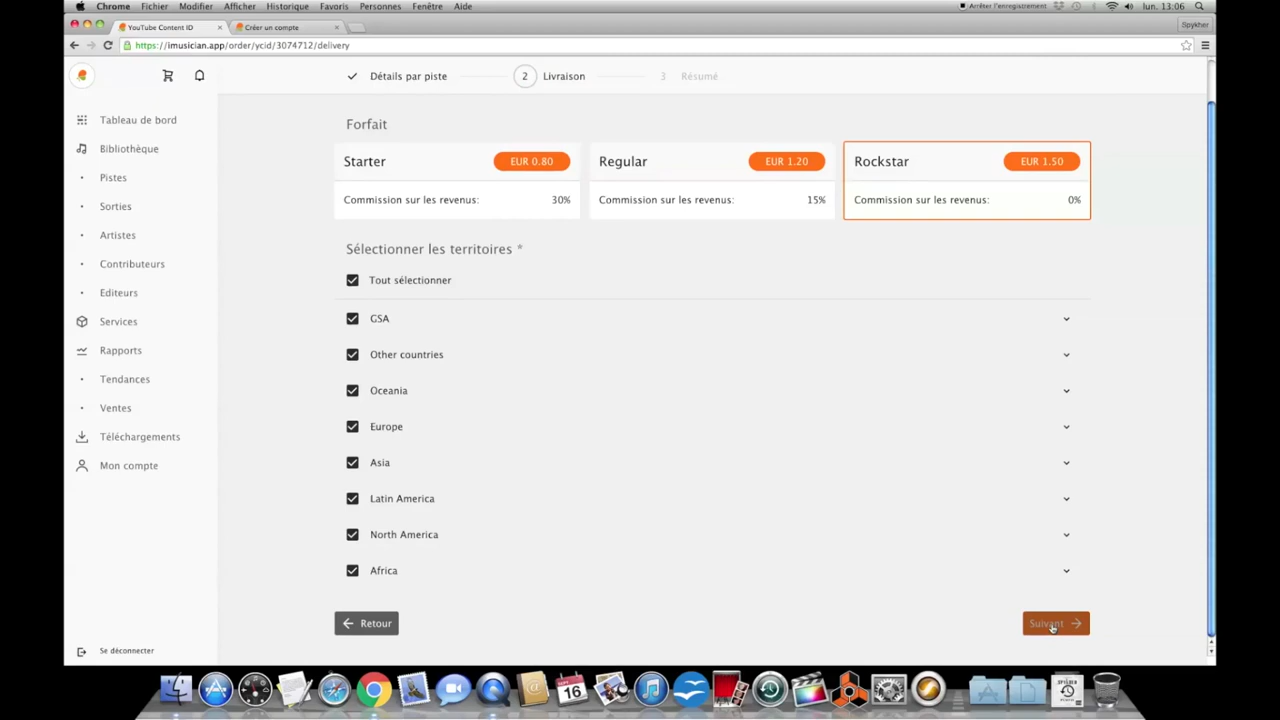 Chrome Fichier Modifier Afficher Historique Favoris Personnes Fenêtre Aide Arrêter l'enregistrement lun. 13:06
YouTube Content ID × Créer un compte × Spykher
https://imusician.app/order/ycid/3074712/delivery
Détails par piste 2 Livraison 3 Résumé
Tableau de bord
Bibliothèque
Pistes
Sorties
Artistes
Contributeurs
Editeurs
Services
Rapports
Tendances
Ventes
Téléchargements
Mon compte
Se déconnecter
Forfait
Starter EUR 0.80
Commission sur les revenus: 30%
Regular EUR 1.20
Commission sur les revenus: 15%
Rockstar EUR 1.50
Commission sur les revenus: 0%
Sélectionner les territoires *
Tout sélectionner
GSA
Other countries
Oceania
Europe
Asia
Latin America
North America
Africa
Retour
Suivant
16